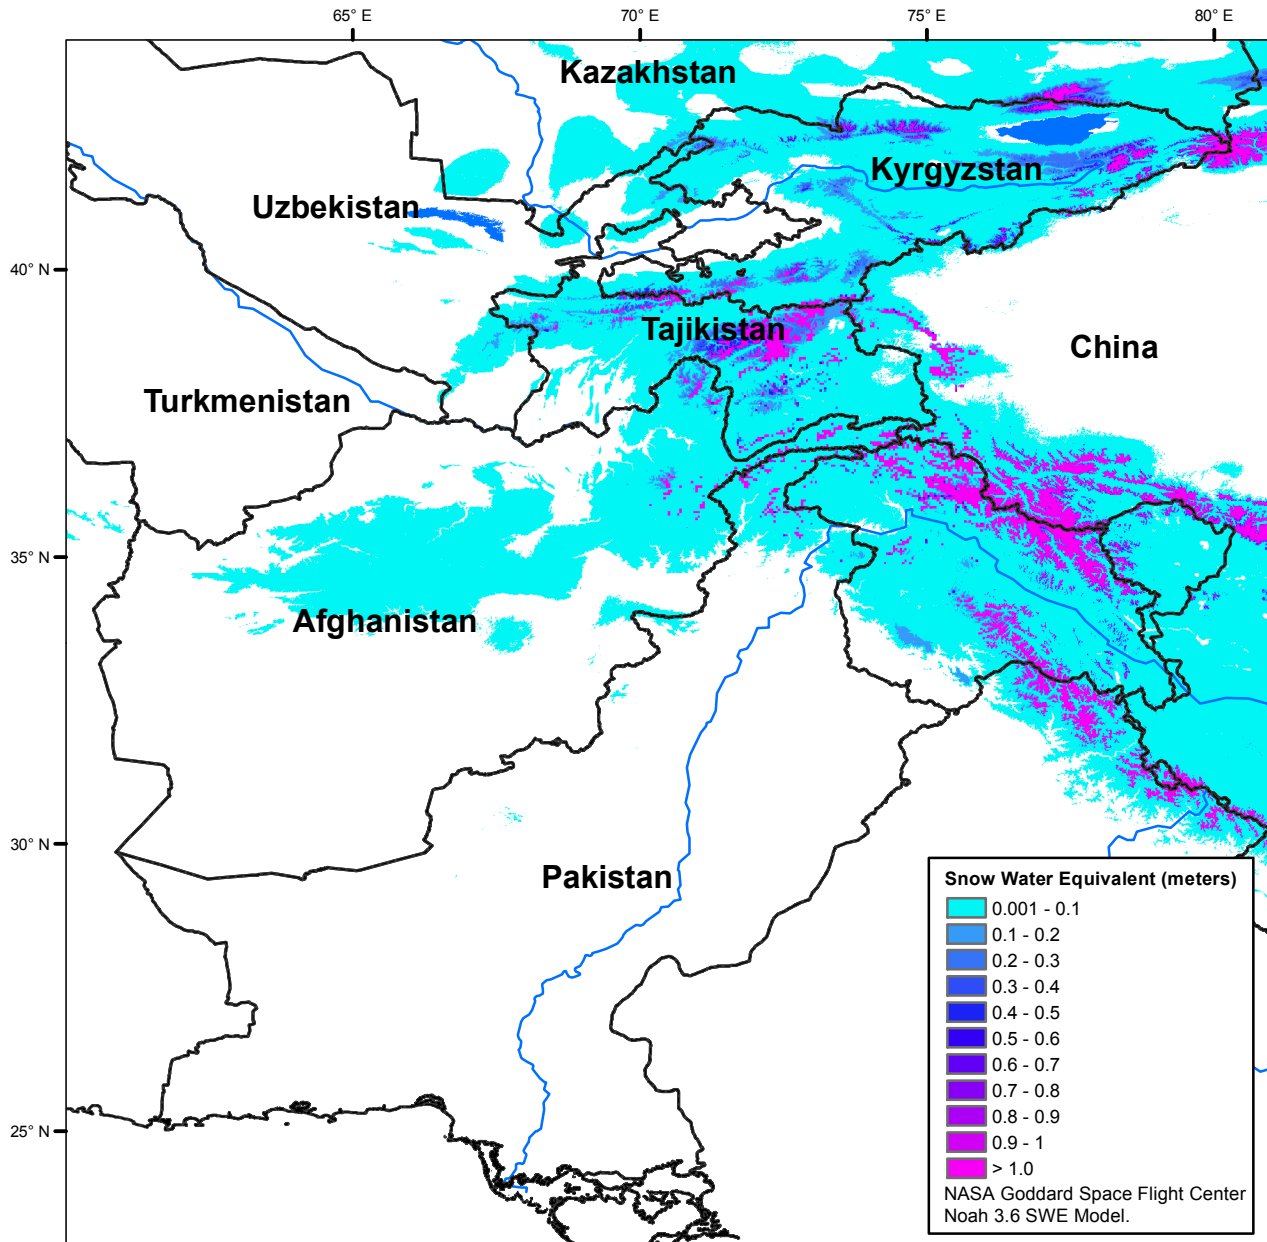 65° E
70° E
75° E
80° E
Kazakhstan
Kyrgyzstan
Uzbekistan
40° N
Tajikistan
China
Turkmenistan
35° N
Afghanistan
30° N
Pakistan
25° N
Snow Water Equivalent (meters)
0.001 - 0.1
0.1 - 0.2
0.2 - 0.3
0.3 - 0.4
0.4 - 0.5
0.5 - 0.6
0.6 - 0.7
0.7 - 0.8
0.8 - 0.9
0.9 - 1
> 1.0
NASA Goddard Space Flight Center
Noah 3.6 SWE Model.